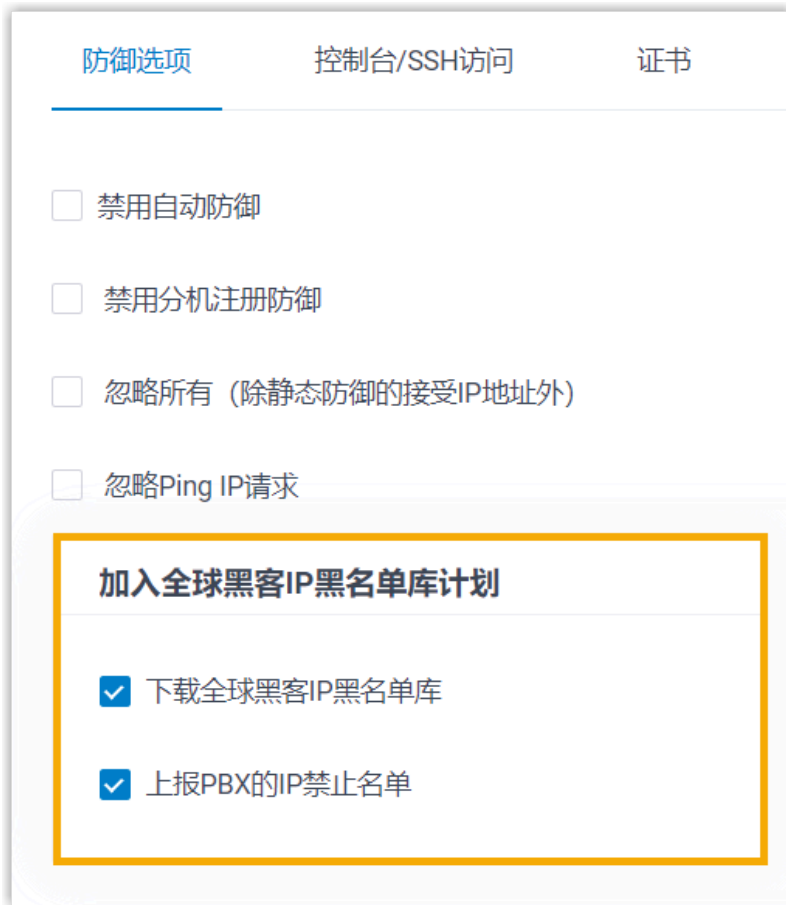 防御选项 控制台/SSH访问 证书
禁用自动防御
禁用分机注册防御
忽略所有（除静态防御的接受IP地址外）
忽略Ping IP请求
加入全球黑客IP黑名单库计划
下载全球黑客IP黑名单库
上报PBX的IP禁止名单